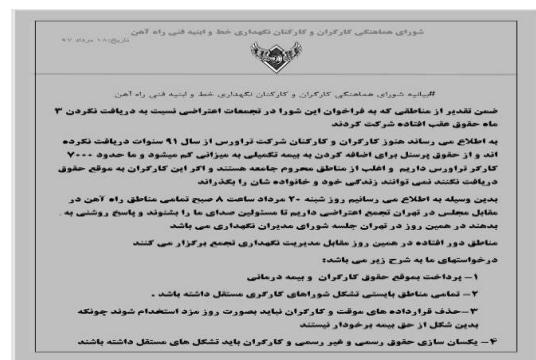 شورای هماهنگی کارگران و کارکنان نگهداری خط و ابنیه فنی راه آهن
تاریخ: ۱۸ مرداد ۹۷
#بیانیه شورای هماهنگی کارگران و کارکنان نگهداری خط و ابنیه فنی راه آهن
ضمن تقدیر از مناطقی که به فراخوان این شورا در تجمعات اعتراضی نسبت به دریافت نکردن ۳
ماه حقوق عقب افتاده شرکت کردند
به اطلاع می رساند هنوز کارگران و کارکنان شرکت تراورس از سال ۹۱ سنوات دریافت نکرده
اند و از حقوق پرسنل برای اضافه کردن به بیمه تکمیلی به میزانی کم میشود و ما حدود ۷۰۰۰
کارگر تراورس داریم و اغلب از مناطق محروم جامعه هستند و اگر این کارگران به موقع حقوق
دریافت نکنند نمی توانند زندگی خود و خانواده شان را بگذراند
بدین وسیله به اطلاع می رسانیم روز شنبه ۲۰ مرداد ساعت ۸ صبح تمامی مناطق راه آهن در
مقابل مجلس در تهران تجمع اعتراضی داریم تا مسئولین صدای ما را بشنوند و پاسخ روشنی به
بدهند در همین روز در تهران جلسه شورای مدیران نگهداری می باشد
مناطق دور افتاده در همین روز مقابل مدیریت نگهداری تجمع برگزار می کنند
درخواستهای ما به شرح زیر می باشد:
۱– پرداخت بموقع حقوق کارگران و بیمه درمانی
۲– تمامی مناطق بایستی تشکل شوراهای کارگری مستقل داشته باشد .
۳–حذف قرارداده های موقت و کارگران نباید بصورت روز مزد استخدام شوند چونکه
بدین شکل از حق بیمه برخودار نیستند
۴– یکسان سازی حقوق رسمی و غیر رسمی و کارگران باید تشکل های مستقل داشته باشند